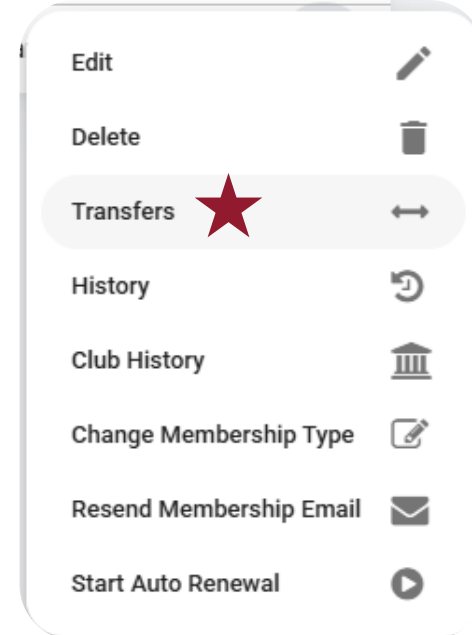 Edit
Delete
Transfers
History
Club History
Change Membership Type
Resend Membership Email
Start Auto Renewal